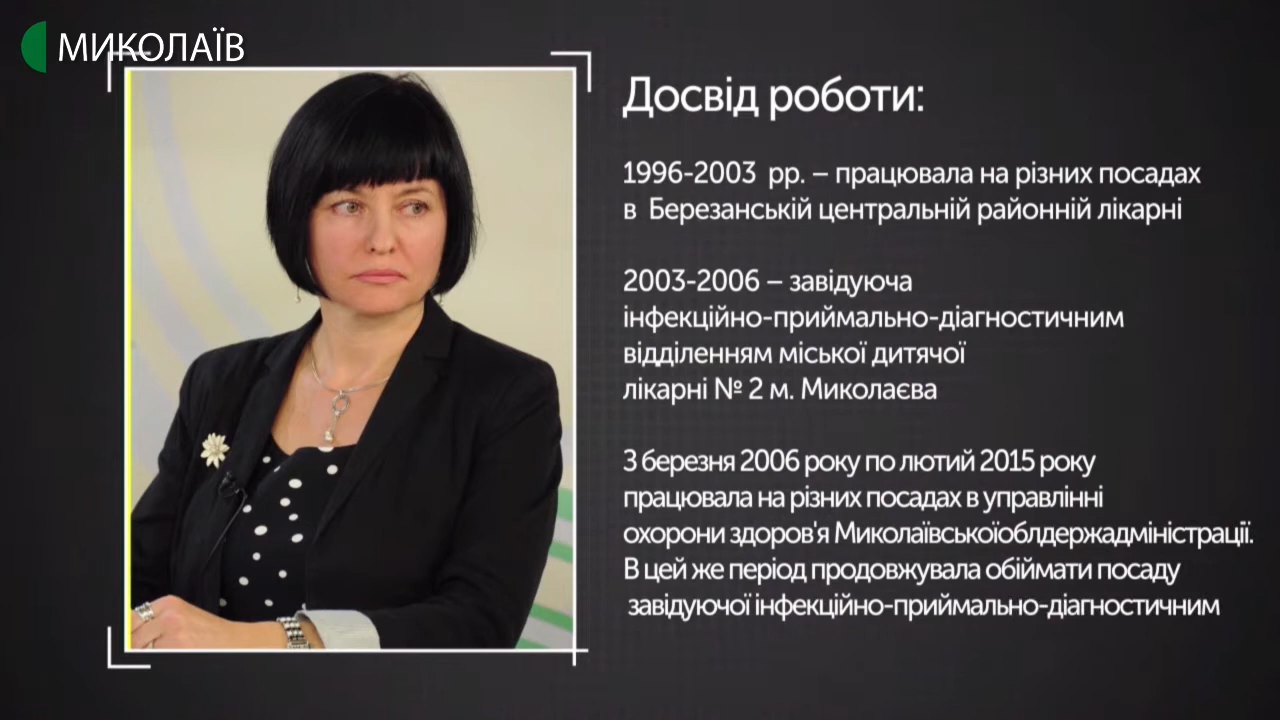 МИКОЛАЇВ
Досвід роботи:
1996-2003 рр. – працювала на різних посадах
в Березанській центральній районній лікарні
2003-2006 – завідуюча
інфекційно-приймально-діагностичним
відділенням міської дитячої
лікарні № 2 м. Миколаєва
З березня 2006 року по лютий 2015 року
працювала на різних посадах в управлінні
охорони здоров'я Миколаївськоїоблдержадміністрації.
В цей же період продовжувала обіймати посаду
завідуючої інфекційно-приймально-діагностичним